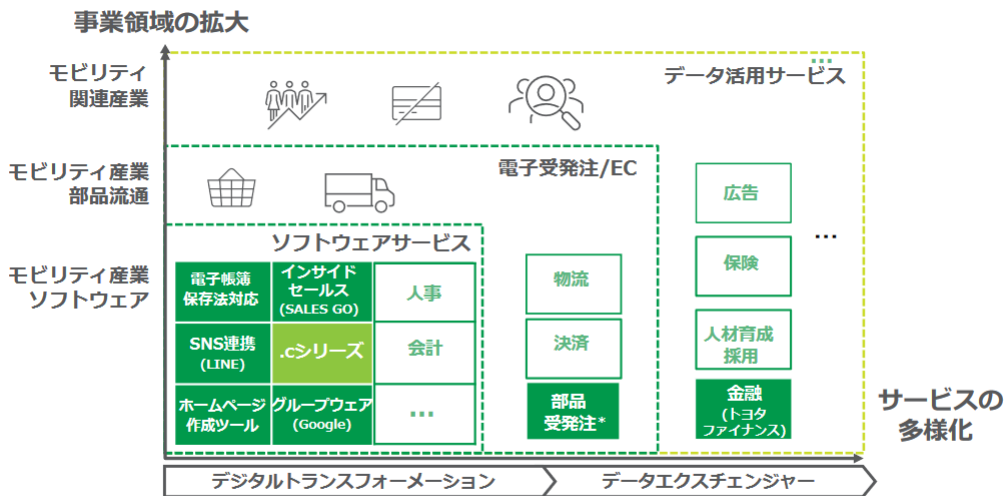 事業領域の拡大
モビリティ
関連産業
データ活用サービス
...
モビリティ産業
部品流通
電子受発注/EC
広告
...
ソフトウェアサービス
モビリティ産業
ソフトウェア
電子帳簿
保存法対応
インサイド
セールス
(SALES GO)
人事
物流
保険
SNS連携
(LINE)
.cシリーズ
会計
決済
人材育成
採用
ホームページ
作成ツール
グループウェア
(Google)
...
部品
受発注*
金融
(トヨタ
ファイナンス)
サービスの
多様化
デジタルトランスフォーメーション
データエクスチェンジャー